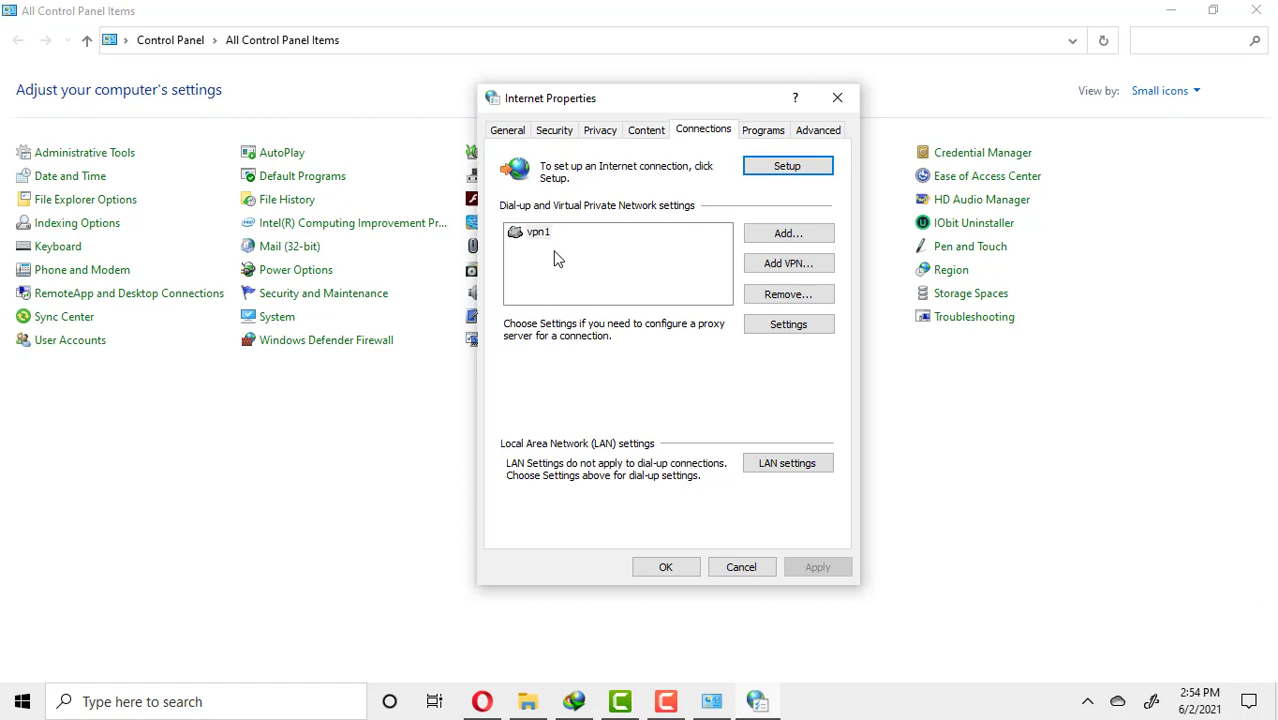 All Control Panel Items
Control Panel
All Control Panel Items
Adjust your computer's settings
View by:
Small icons
Administrative Tools
Date and Time
File Explorer Options
Indexing Options
Keyboard
Phone and Modem
RemoteApp and Desktop Connections
Sync Center
User Accounts
AutoPlay
Default Programs
File History
Intel(R) Computing Improvement Pr...
Mail (32-bit)
Power Options
Security and Maintenance
System
Windows Defender Firewall
Internet Properties
?
General
Security
Privacy
Content
Connections
Programs
Advanced
To set up an Internet connection, click
Setup.
Setup
Dial-up and Virtual Private Network settings
vpn1
Add...
Add VPN...
Remove...
Choose Settings if you need to configure a proxy
server for a connection.
Settings
Local Area Network (LAN) settings
LAN Settings do not apply to dial-up connections.
Choose Settings above for dial-up settings.
LAN settings
OK
Cancel
Apply
Credential Manager
Ease of Access Center
HD Audio Manager
IObit Uninstaller
Pen and Touch
Region
Storage Spaces
Troubleshooting
Type here to search
2:54 PM
6/2/2021